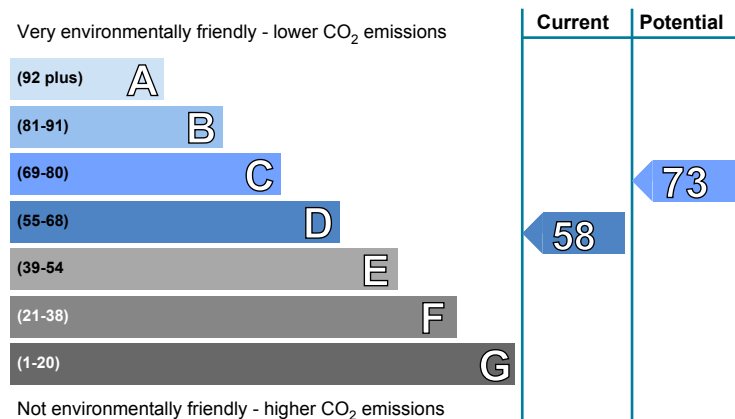 Very environmentally friendly - lower CO₂ emissions
Current
Potential
(92 plus) A
(81-91) B
(69-80) C
(55-68) D
(39-54 E
(21-38) F
(1-20) G
73
58
Not environmentally friendly - higher CO₂ emissions